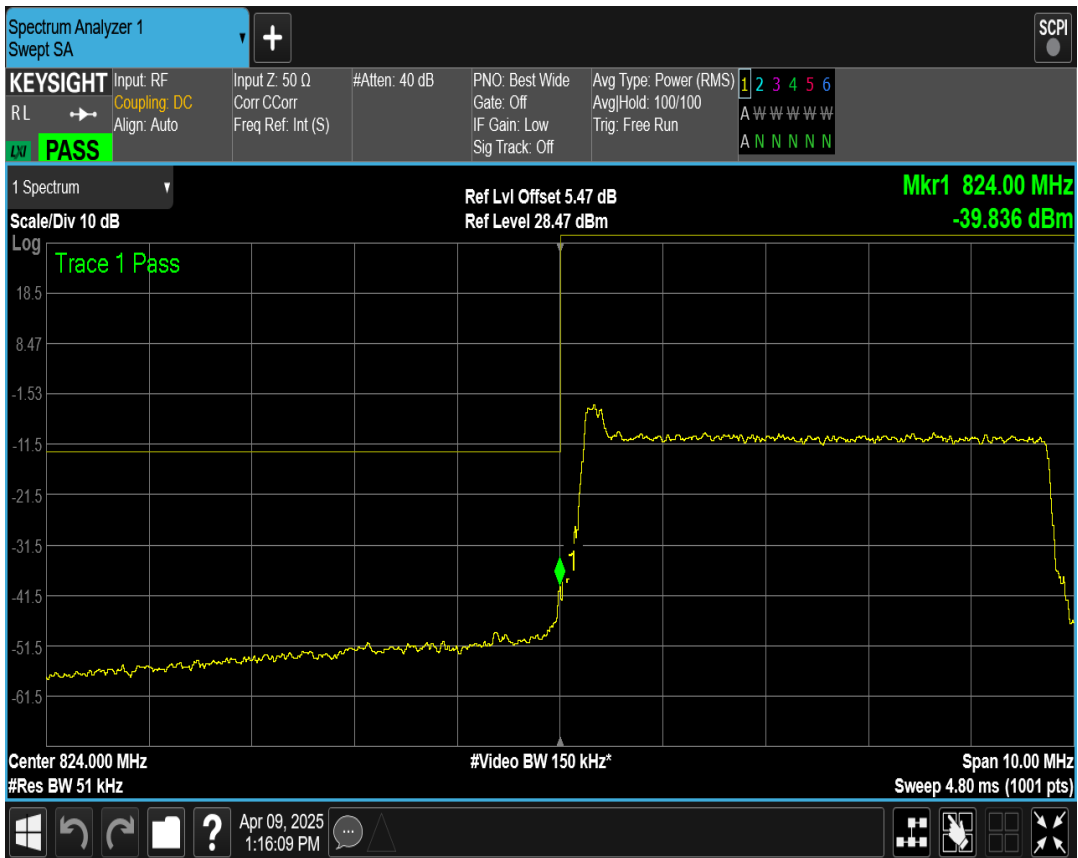 Spectrum Analyzer 1
Swept SA
+
SCPI
KEYSIGHT
RL
LXI PASS
Input: RF
Coupling: DC
Align: Auto
Input Z: 50 Ω
Corr CCorr
Freq Ref: Int (S)
#Atten: 40 dB
PNO: Best Wide
Gate: Off
IF Gain: Low
Sig Track: Off
Avg Type: Power (RMS)
Avg|Hold: 100/100
Trig: Free Run
1 2 3 4 5 6
A W W W W W
A N N N N N
1 Spectrum
Scale/Div 10 dB
Ref Lvl Offset 5.47 dB
Ref Level 28.47 dBm
Mkr1 824.00 MHz
-39.836 dBm
Log
Trace 1 Pass
18.5
8.47
-1.53
-11.5
-21.5
-31.5
1
-41.5
-51.5
-61.5
Center 824.000 MHz
#Video BW 150 kHz*
Span 10.00 MHz
#Res BW 51 kHz
Sweep 4.80 ms (1001 pts)
?
Apr 09, 2025
1:16:09 PM